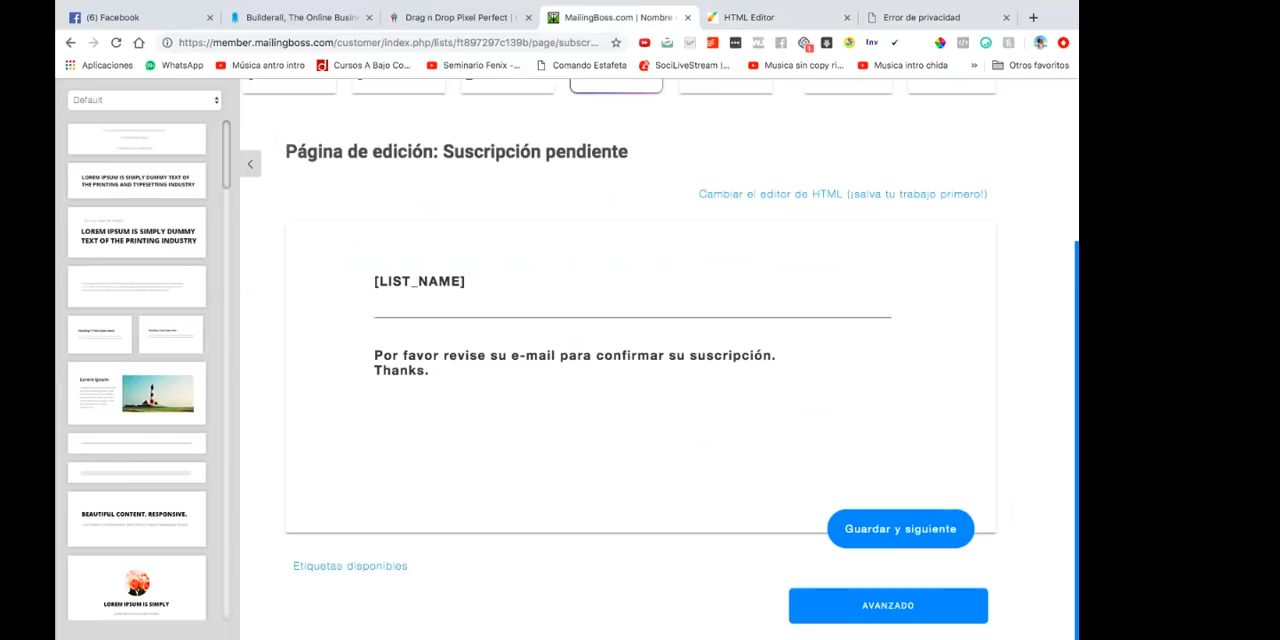 (6) Facebook
Builderall, The Online Busin
Drag n Drop Pixel Perfect |
MailingBoss.com | Nombre
HTML Editor
Error de privacidad
https://member.mailingboss.com/customer/index.php/lists/ft897297c139b/page/subscr...
Inv
Aplicaciones
WhatsApp
Música antro intro
Cursos A Bajo Co...
Seminario Fenix -...
Comando Estafeta
SociLiveStream |...
Musica sin copy ri...
Musica intro chida
»
Otros favoritos
Default
LOREM IPSUM IS SIMPLY DUMMY TEXT OF
THE PRINTING AND TYPESETTING INDUSTRY
LOREM IPSUM IS SIMPLY DUMMY
TEXT OF THE PRINTING INDUSTRY
Lorem Ipsum
BEAUTIFUL CONTENT. RESPONSIVE.
LOREM IPSUM IS SIMPLY
Página de edición: Suscripción pendiente
Cambiar el editor de HTML (¡salva tu trabajo primero!)
[LIST_NAME]
Por favor revise su e-mail para confirmar su suscripción.
Thanks.
Guardar y siguiente
Etiquetas disponibles
AVANZADO